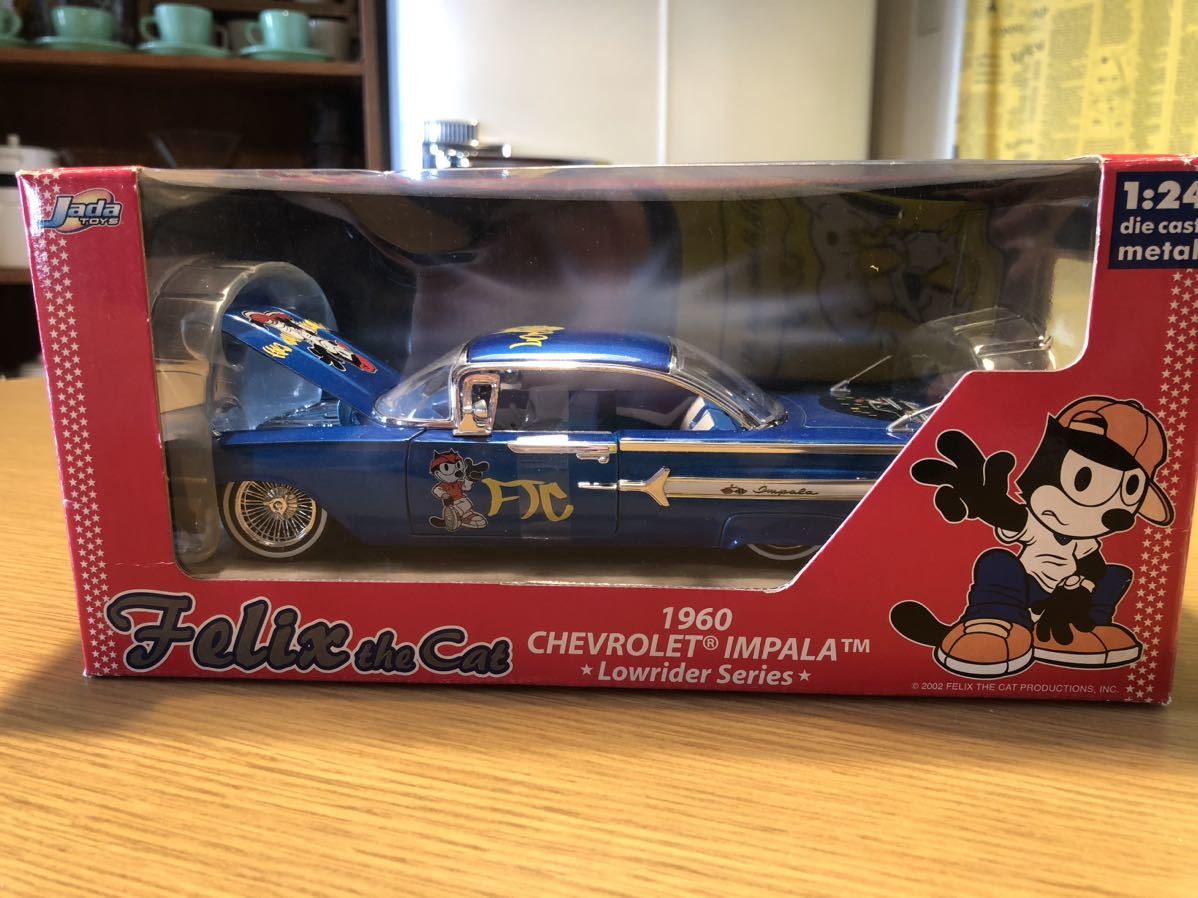 Jada
TOYS
1:24
die cast
metal
FTC
Impala
Felix the Cat
1960
CHEVROLET® IMPALA™
★ Lowrider Series ★
© 2002 FELIX THE CAT PRODUCTIONS, INC.